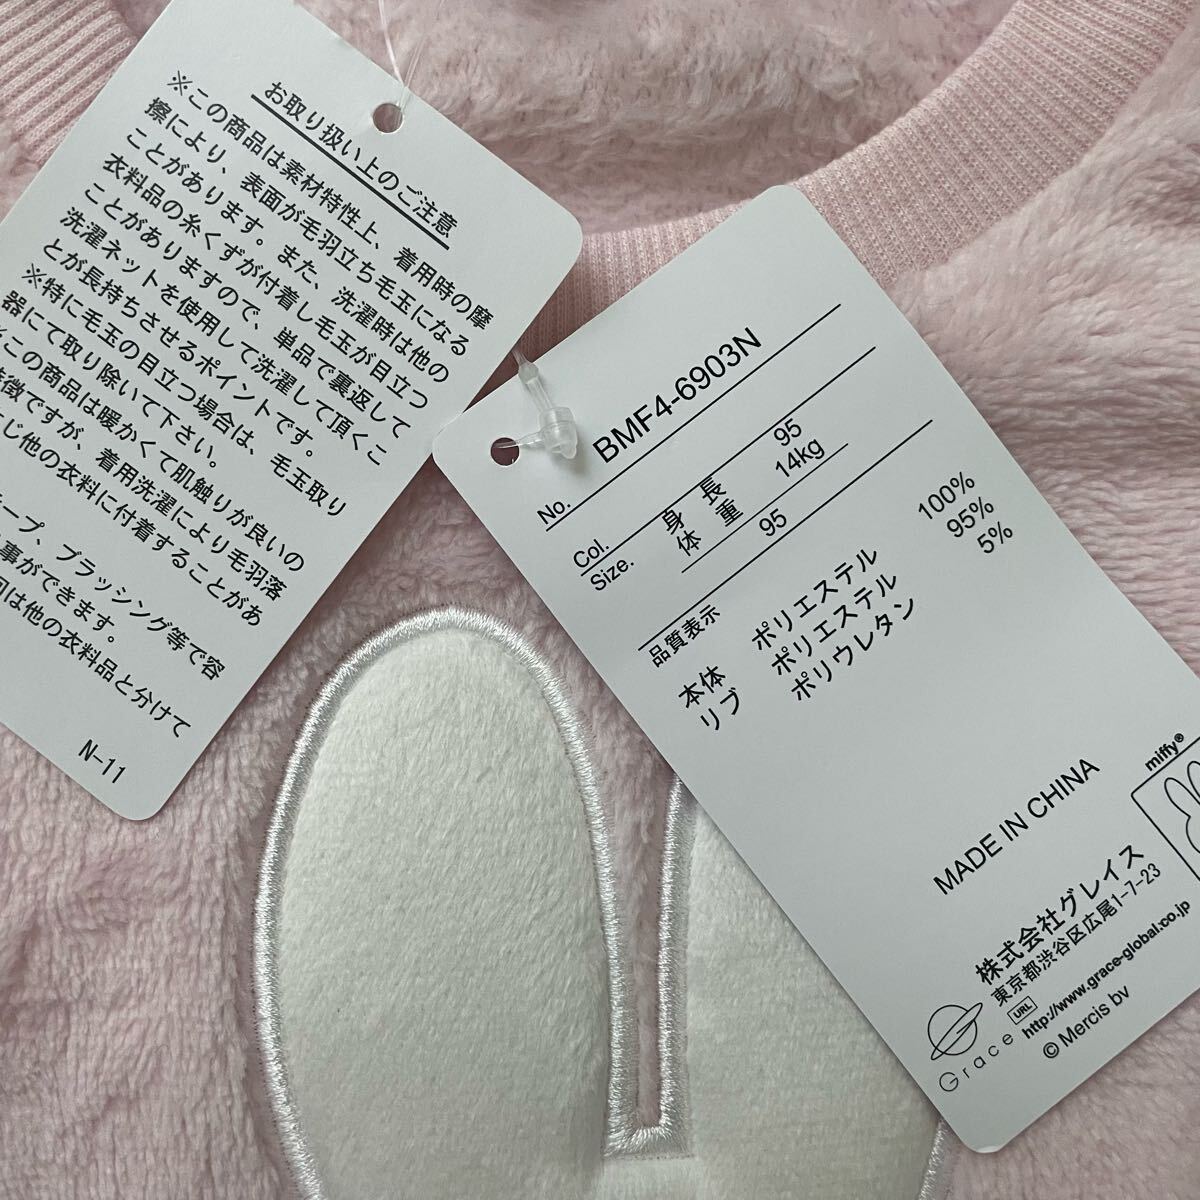 お取り扱い上のご注意
※この商品は素材特性上、着用時の摩
擦により、表面が毛羽立ち毛玉になる
ことがあります。また、洗濯時は他の
衣料品の糸くずが付着し毛玉が目立つ
ことがありますので、単品で裏返して
洗濯ネットを使用して洗濯して頂くこ
とが長持ちさせるポイントです。
※特に毛玉の目立つ場合は、毛玉取り
器にて取り除いて下さい。
この商品は暖かくて肌触りが良いの
特徴ですが、着用洗濯により毛羽落
じ他の衣料に付着することがあ
テープ、ブラッシング等で容
事ができます。
回は他の衣料品と分けて
N-11
No. BMF4-6903N
Col.
Size. 身長 95
体重 14kg
95
品質表示
本体 ポリエステル 100%
リブ ポリエステル 95%
ポリウレタン 5%
MADE IN CHINA
miffy®
株式会社グレイス
東京都渋谷区広尾1-7-23
URL http://www.grace-global.co.jp
© Mercis bv
Grace